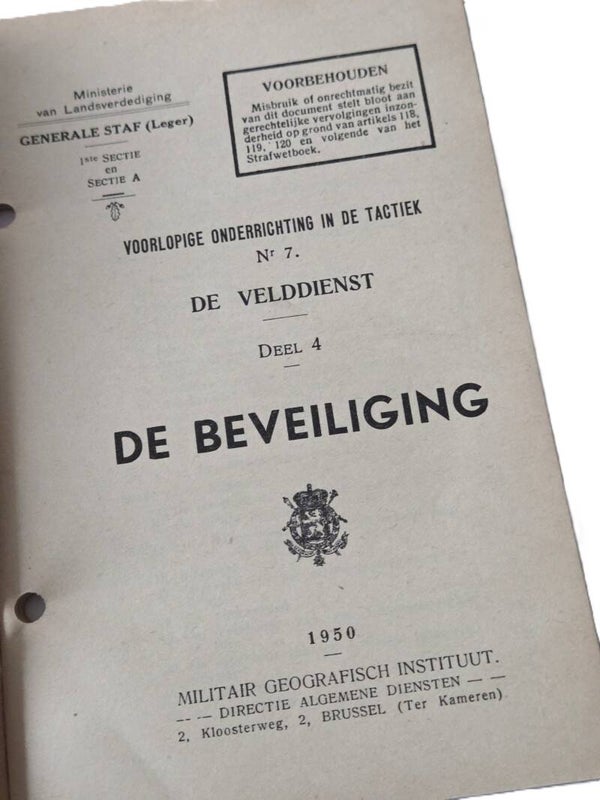 Ministerie
van Landsverdediging
GENERALE STAF (Leger)
1ste SECTIE
en
SECTIE A
VOORBEHOUDEN
Misbruik of onrechtmatig bezit
van dit document stelt bloot aan
gerechtelijke vervolgingen inzon-
derheid op grond van artikels 118,
119, 120 en volgende van het
Strafwetboek.
VOORLOPIGE ONDERRICHTING IN DE TACTIEK
Nr 7.
DE VELDDIENST
DEEL 4
DE BEVEILIGING
1950
MILITAIR GEOGRAFISCH INSTITUUT.
-- -- DIRECTIE ALGEMENE DIENSTEN -- --
2, Kloosterweg, 2, BRUSSEL (Ter Kameren)